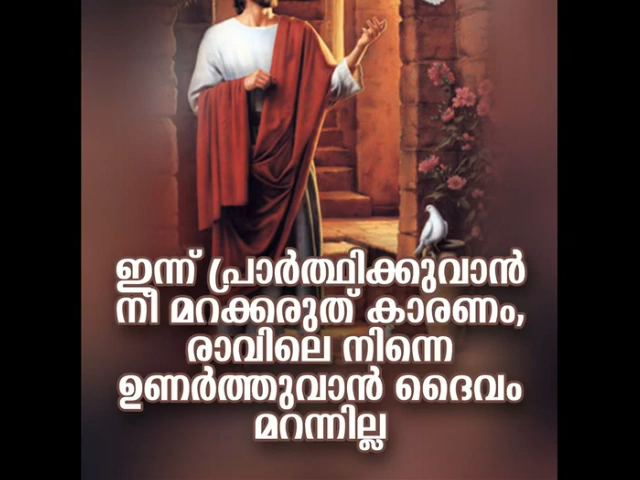 ഇന്ന് പ്രാർത്ഥിക്കുവാൻ
നീ മറക്കരുത് കാരണം,
രാവിലെ നിന്നെ
ഉണർത്തുവാൻ ദൈവം
മറന്നില്ല